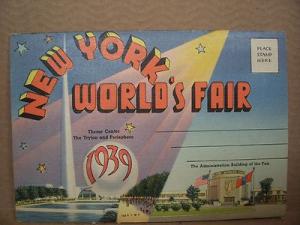 NEW YORK
WORLD'S FAIR
PLACE
STAMP
HERE
Theme Center
The Trylon and Perisphere
1939
The Administration Building of the Fair